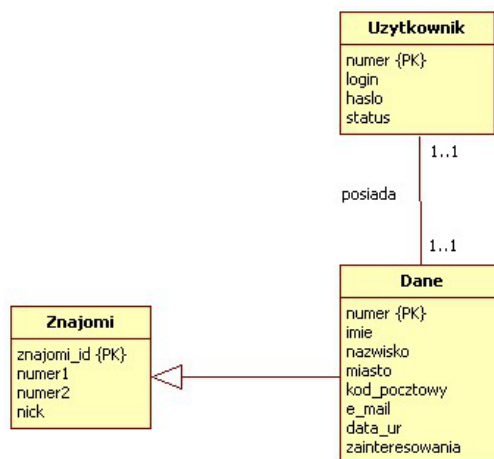 Uzytkownik
numer {PK}
login
haslo
status
1..1
posiada
1..1
Dane
numer {PK}
imie
nazwisko
miasto
kod_pocztowy
e_mail
data_ur
zainteresowania
Znajomi
znajomi_id {PK}
numer1
numer2
nick